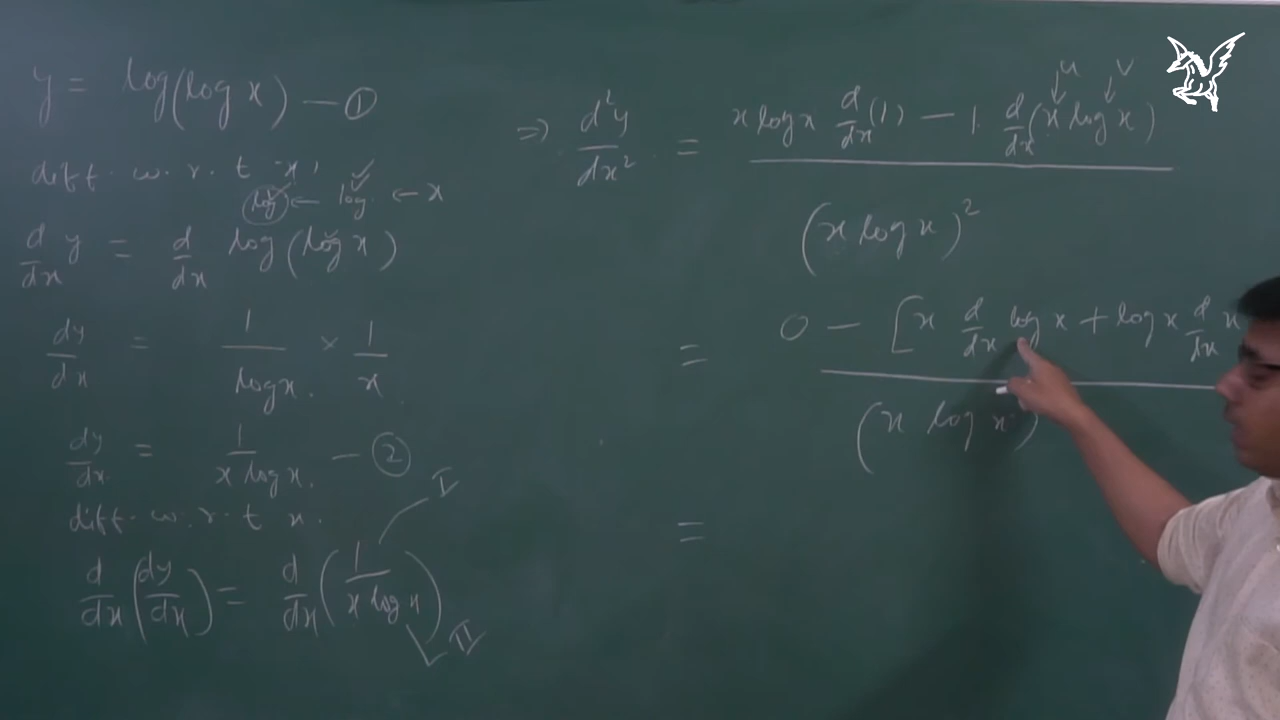 y = log(log x) — ①
diff. w. r. t 'x'
log ← log ← x
d/dx y = d/dx log(log x)
dy/dx = 1/log x. × 1/x
dy/dx = 1/x log x. — ②
diff. w. r. t x.
d/dx (dy/dx) = d/dx (1/x log x)
I
II
u v
⇒ d²y/dx² = x log x d/dx (1) — 1. d/dx (x log x)
(x log x)²
= 0 — [x d/dx log x + log x d/dx x
(x log x)
=